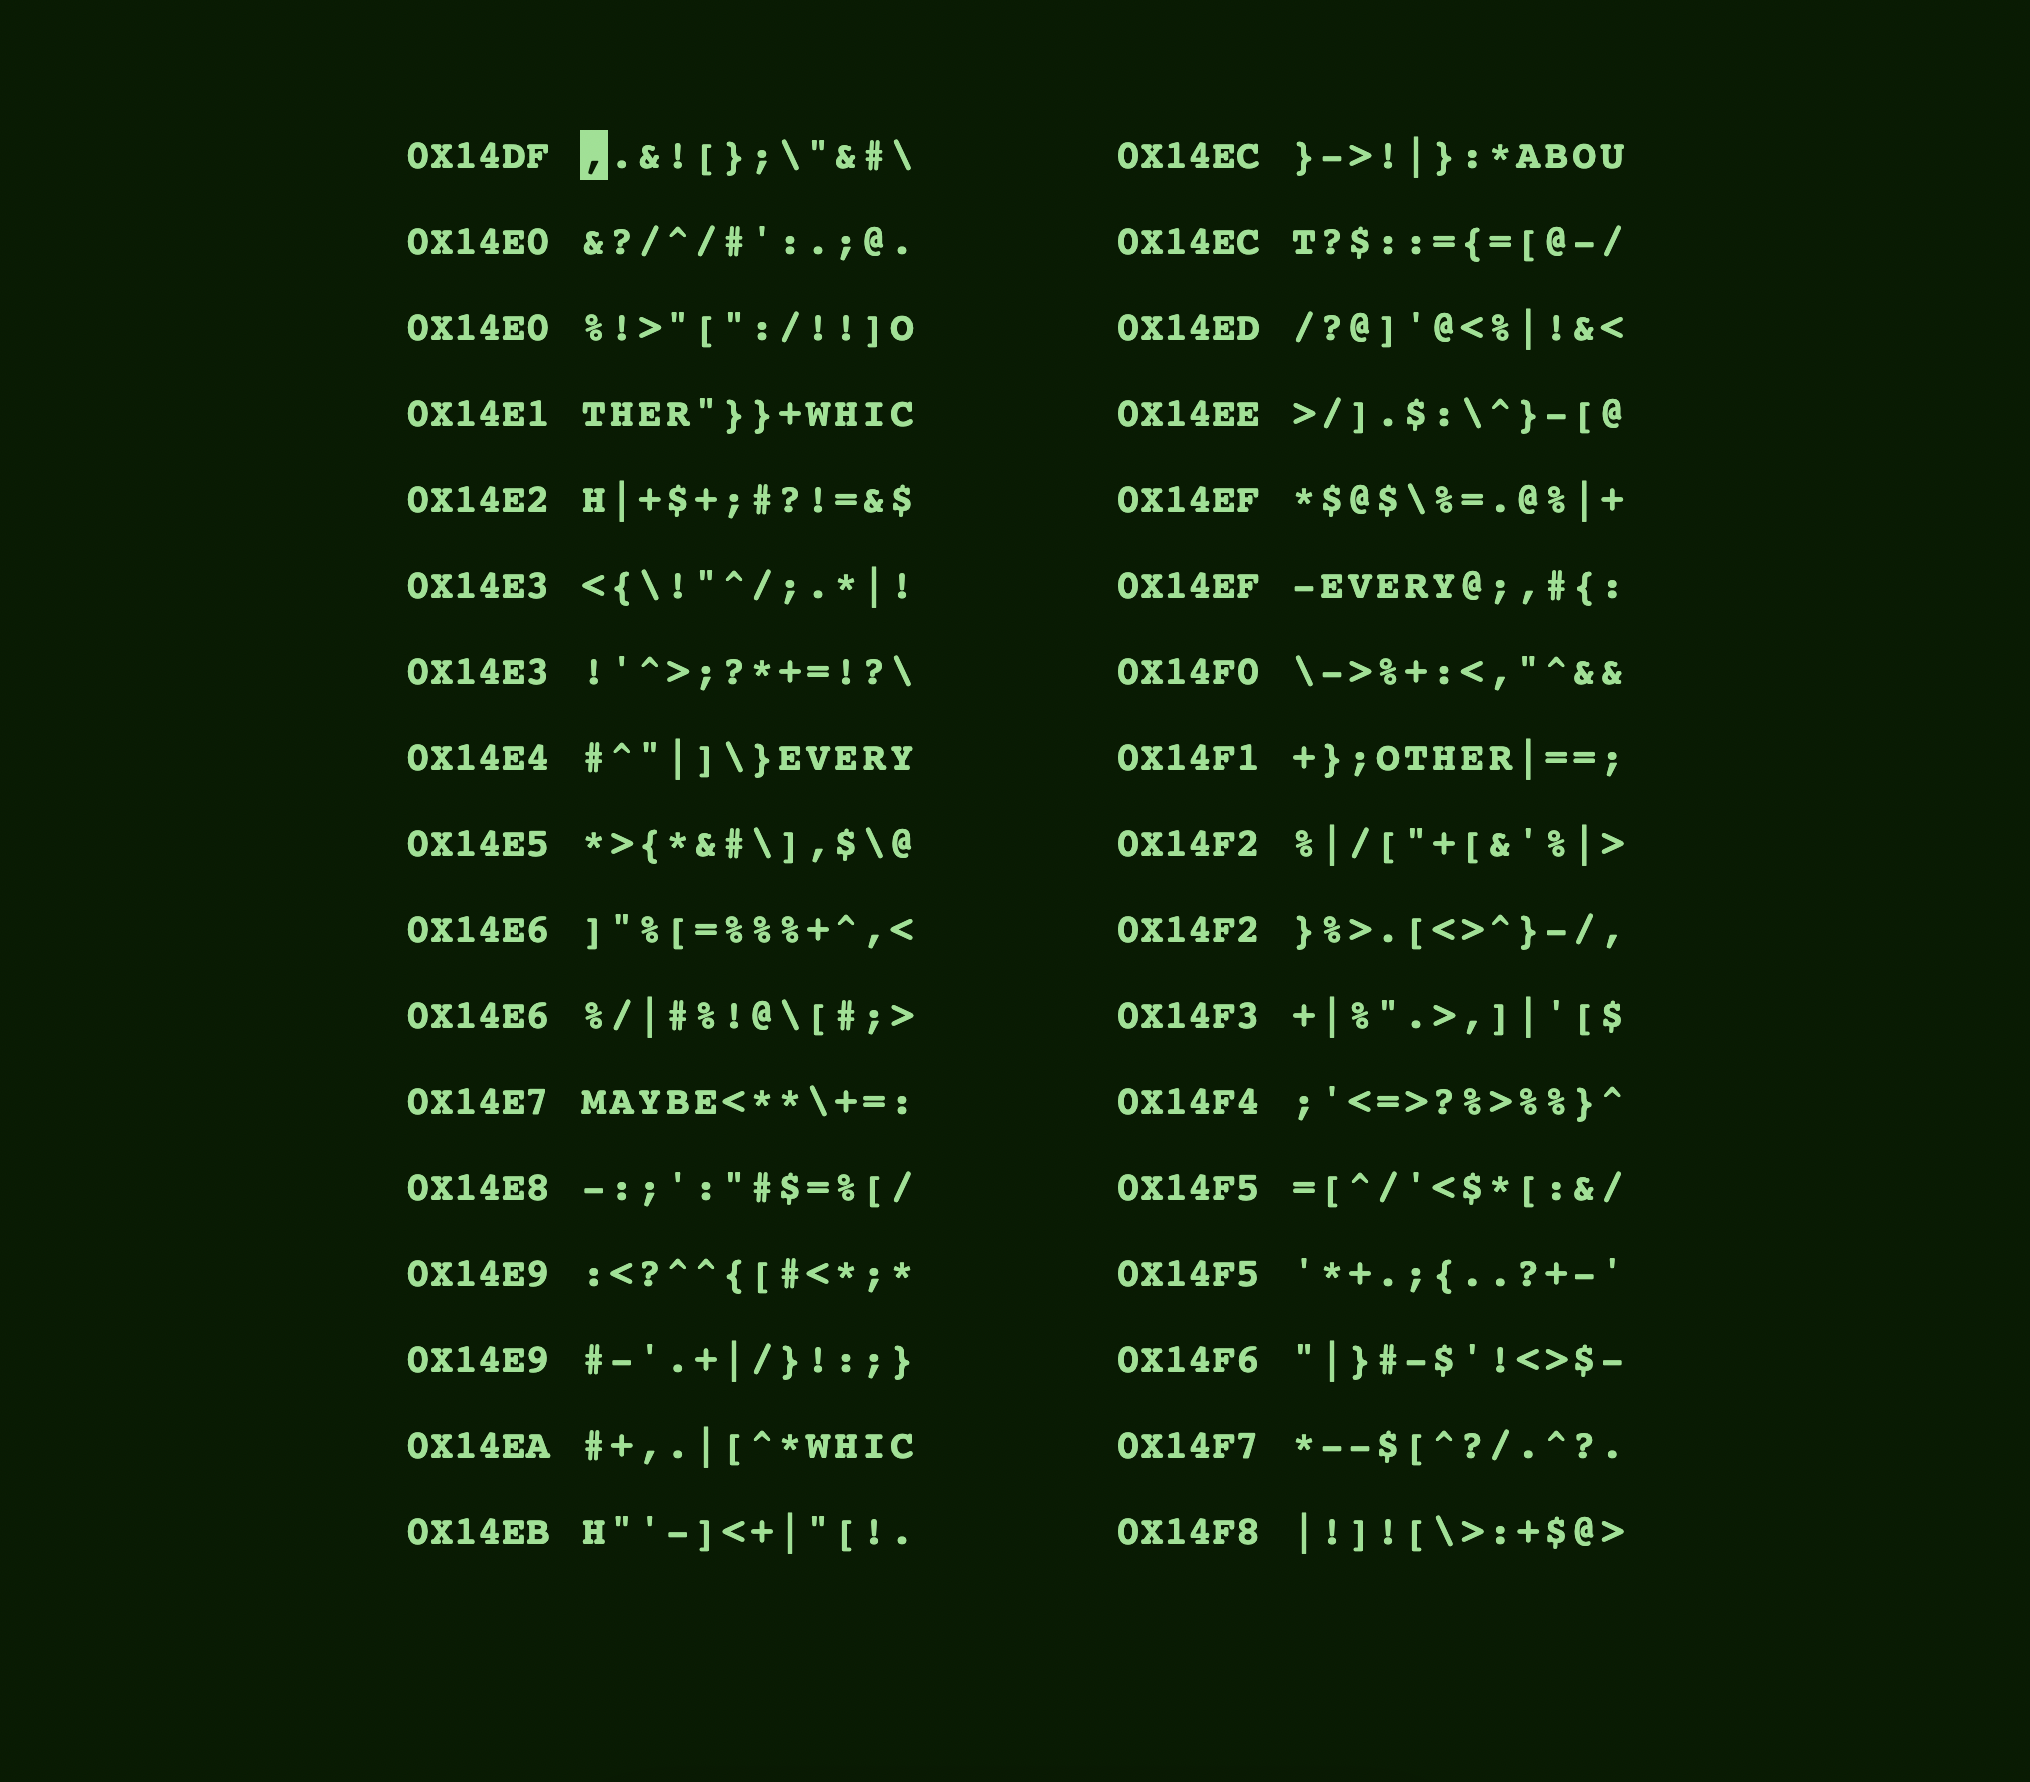 0X14DF ,.&![};\"&#\
0X14E0 &?/^/#':.;@.
0X14E0 %!>"[":/!!]O
0X14E1 THER"}}+WHIC
0X14E2 H|+$+;#?!=&$
0X14E3 <{\!"^/;.*|!
0X14E3 !'^>;?*+=!?\
0X14E4 #^"|]\}EVERY
0X14E5 *>{*&#\],$\@
0X14E6 ]"%[=%%%+^,<
0X14E6 %/|#%!@\[#;>
0X14E7 MAYBE<**\+=:
0X14E8 -:;':"#$=%[/
0X14E9 :<?^^{[#<*;*
0X14E9 #-'.+|/}!:;}
0X14EA #+,.|[^*WHIC
0X14EB H"'-]<+|"[!.
0X14EC }->!|}:*ABOU
0X14EC T?$::={=[@-/
0X14ED /?@]'@<%|!&<
0X14EE >/].$:\^}-[@
0X14EF *$@$\%=.@%|+
0X14EF -EVERY@;,#{:
0X14F0 \->%+:<,"^&&
0X14F1 +};OTHER|==;
0X14F2 %|/["+[&'%|>
0X14F2 }%>.[<>^}-/,
0X14F3 +|%".>,]|'[$
0X14F4 ;'<=>?%>%%}^
0X14F5 =[^/'<$*[:&/
0X14F5 '*+.;{..?+-'
0X14F6 "|}#-$'!<>$-
0X14F7 *--$[^?/.^?.
0X14F8 |!]![\>:+$@>